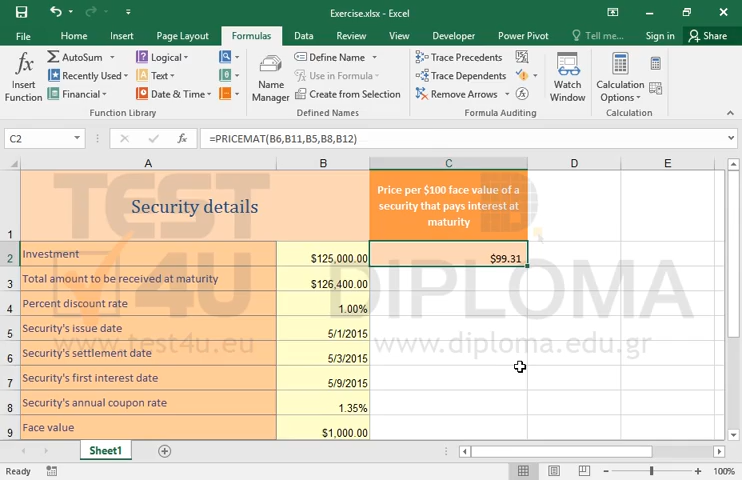 Exercise.xlsx - Excel
File Home Insert Page Layout Formulas Data Review View Developer Power Pivot Tell me... Sign in Share
Insert Function
AutoSum
Recently Used
Financial
Logical
Text
Date & Time
Function Library
Name Manager
Define Name
Use in Formula
Create from Selection
Defined Names
Trace Precedents
Trace Dependents
Remove Arrows
Formula Auditing
Watch Window
Calculation Options
Calculation
C2 fx =PRICEMAT(B6,B11,B5,B8,B12)
A B C D E
1 Security details
Price per $100 face value of a
security that pays interest at
maturity
2 Investment $125,000.00 $99.31
3 Total amount to be received at maturity $126,400.00
4 Percent discount rate 1.00%
5 Security's issue date 5/1/2015
6 Security's settlement date 5/3/2015
7 Security's first interest date 5/9/2015
8 Security's annual coupon rate 1.35%
9 Face value $1,000.00
TEST
4U
www.test4u.eu
D.
DIPLOMA
www.diploma.edu.gr
Sheet1
Ready 100%